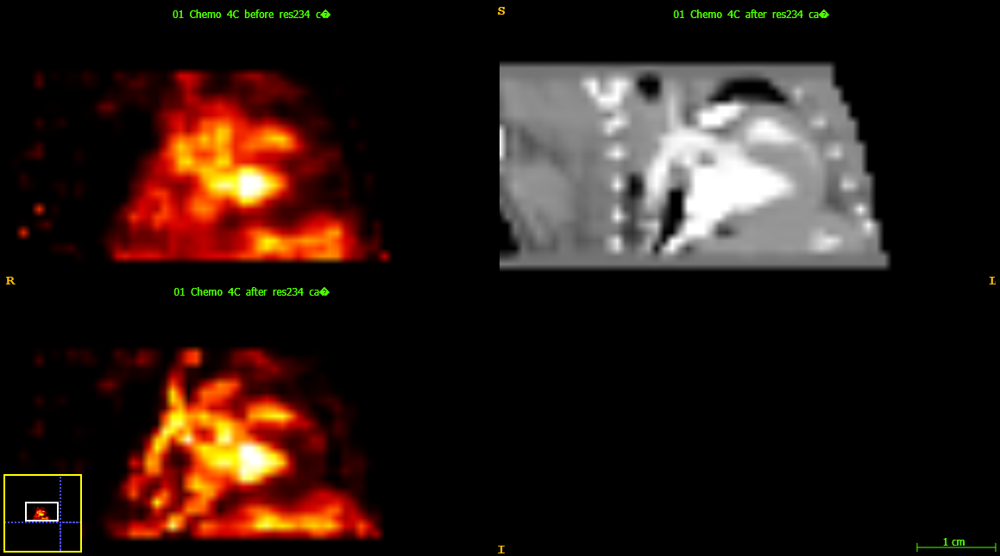 01 Chemo 4C before res234 c�
S
01 Chemo 4C after res234 ca�
R
I
01 Chemo 4C after res234 ca�
I
1 cm